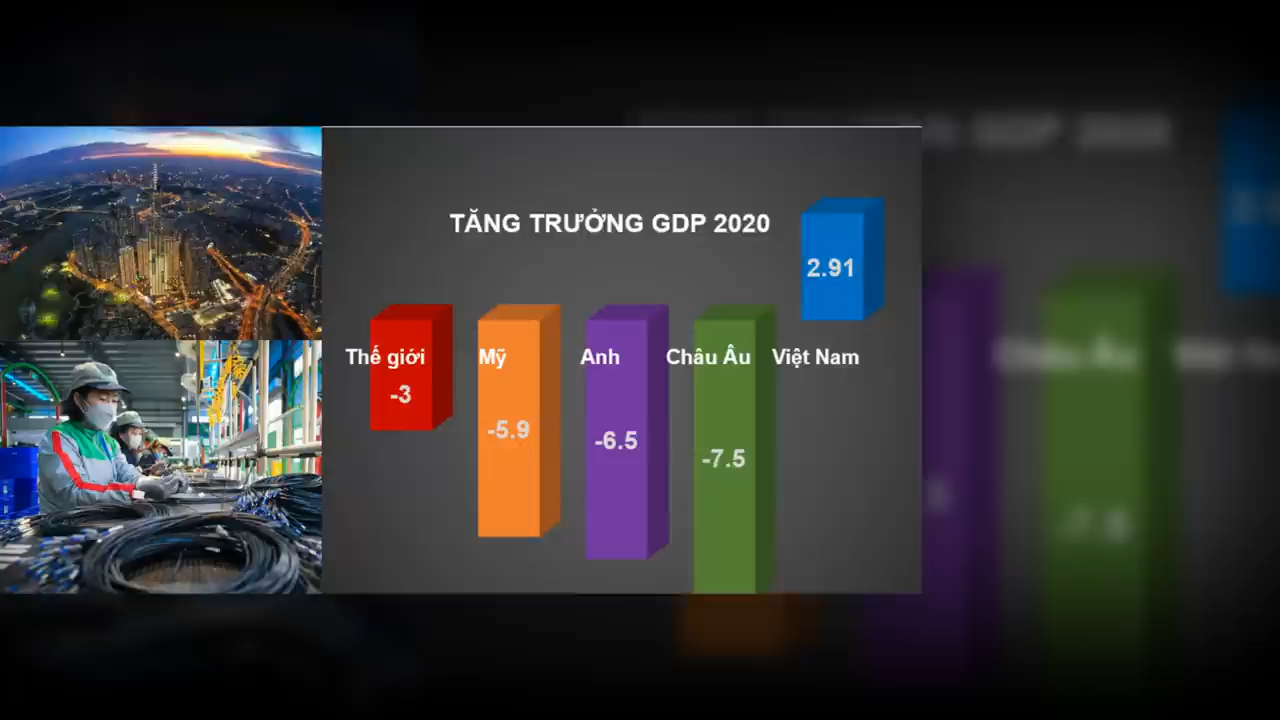 TĂNG TRƯỞNG GDP 2020
2.91
Thế giới Mỹ Anh Châu Âu Việt Nam
-3
-5.9
-6.5
-7.5